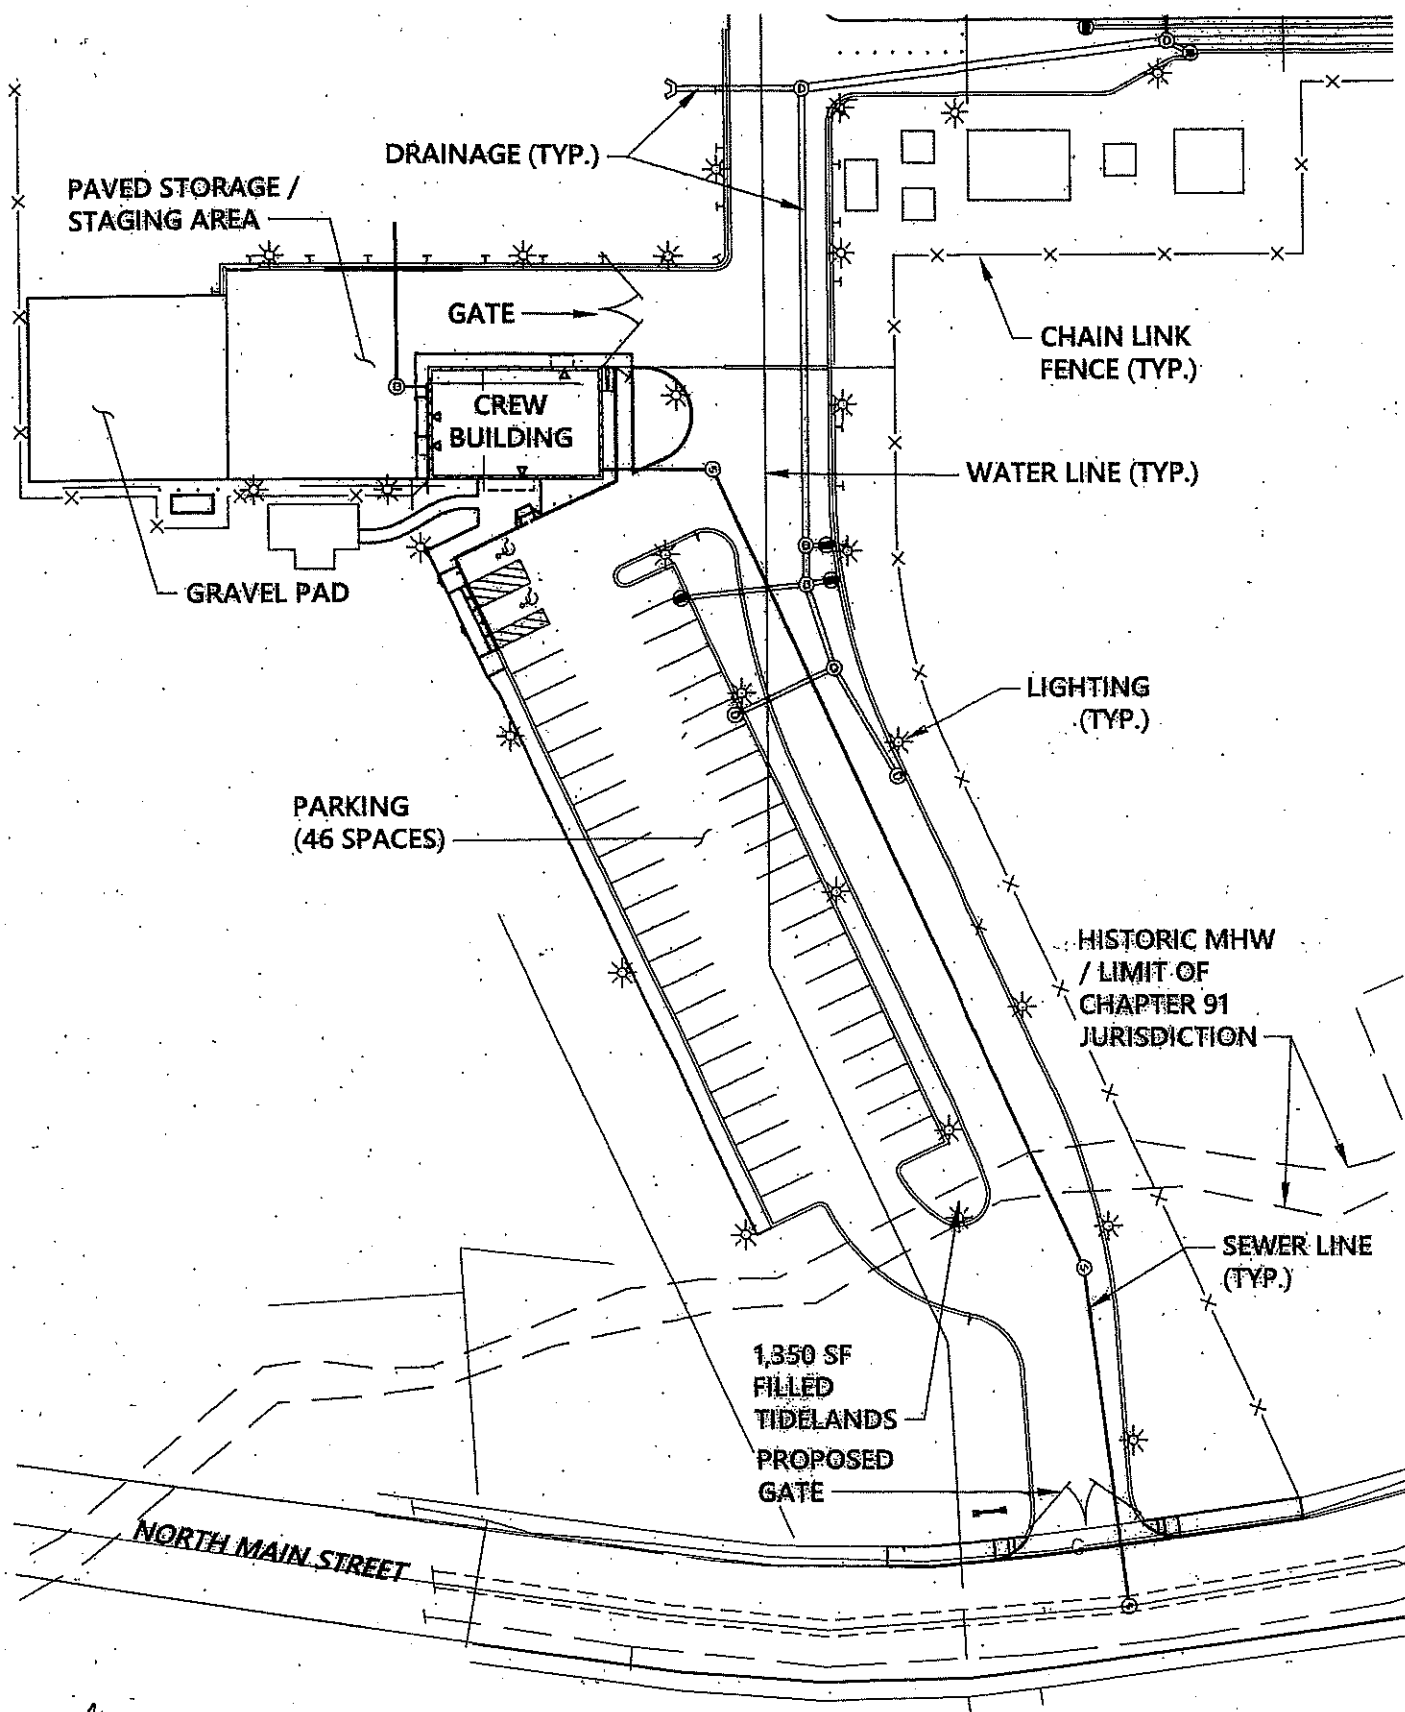 DRAINAGE (TYP.)
PAVED STORAGE /
STAGING AREA
GATE
CHAIN LINK
FENCE (TYP.)
CREW
BUILDING
WATER LINE (TYP.)
GRAVEL PAD
LIGHTING
(TYP.)
PARKING
(46 SPACES)
HISTORIC MHW
/ LIMIT OF
CHAPTER 91
JURISDICTION
SEWER LINE
(TYP.)
1,350 SF
FILLED
TIDELANDS
PROPOSED
GATE
NORTH MAIN STREET